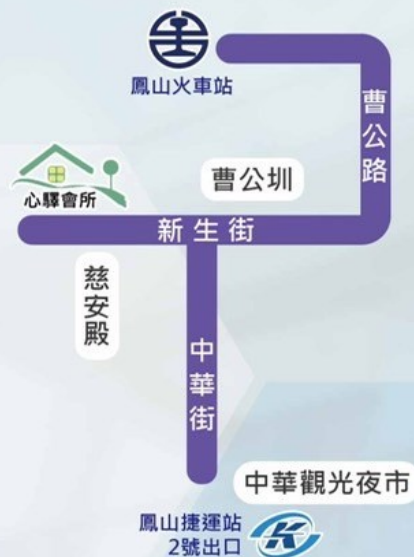 鳳山火車站
曹公路
曹公圳
心驛會所
新生街
慈安殿
中華街
中華觀光夜市
鳳山捷運站
2號出口
K